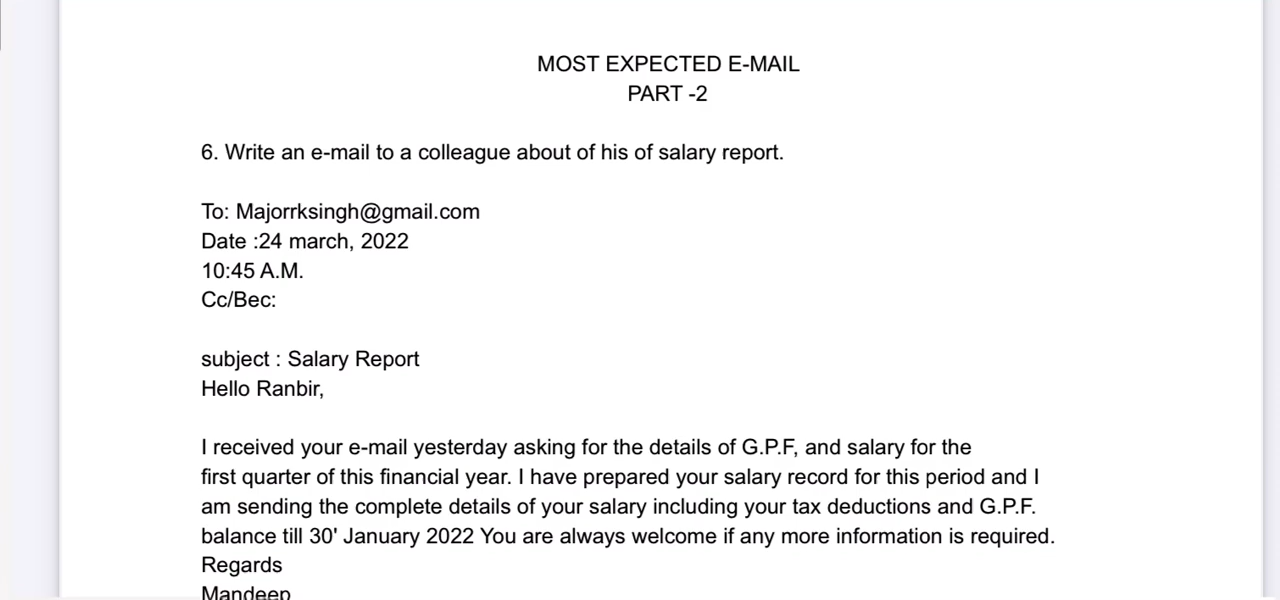 MOST EXPECTED E-MAIL
PART -2
6. Write an e-mail to a colleague about of his of salary report.
To: Majorrksingh@gmail.com
Date :24 march, 2022
10:45 A.M.
Cc/Bec:
subject : Salary Report
Hello Ranbir,
I received your e-mail yesterday asking for the details of G.P.F, and salary for the
first quarter of this financial year. I have prepared your salary record for this period and I
am sending the complete details of your salary including your tax deductions and G.P.F.
balance till 30' January 2022 You are always welcome if any more information is required.
Regards
Mandeep